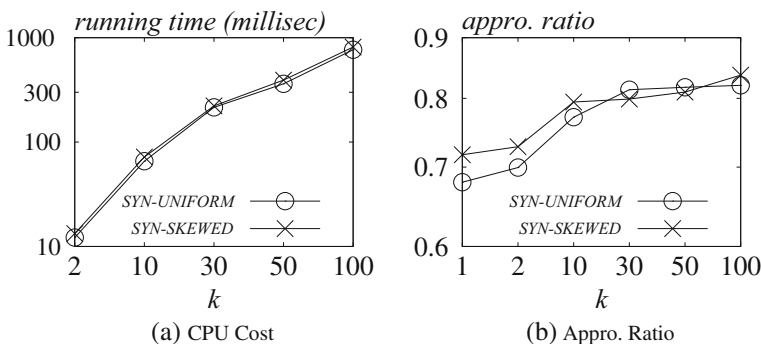 running time (millisec)
1000
300
100
10
SYN-UNIFORM
SYN-SKEWED
2 10 30 50 100
k
(a) CPU Cost
appro. ratio
0.9
0.8
0.7
0.6
SYN-UNIFORM
SYN-SKEWED
1 2 10 30 50 100
k
(b) Appro. Ratio